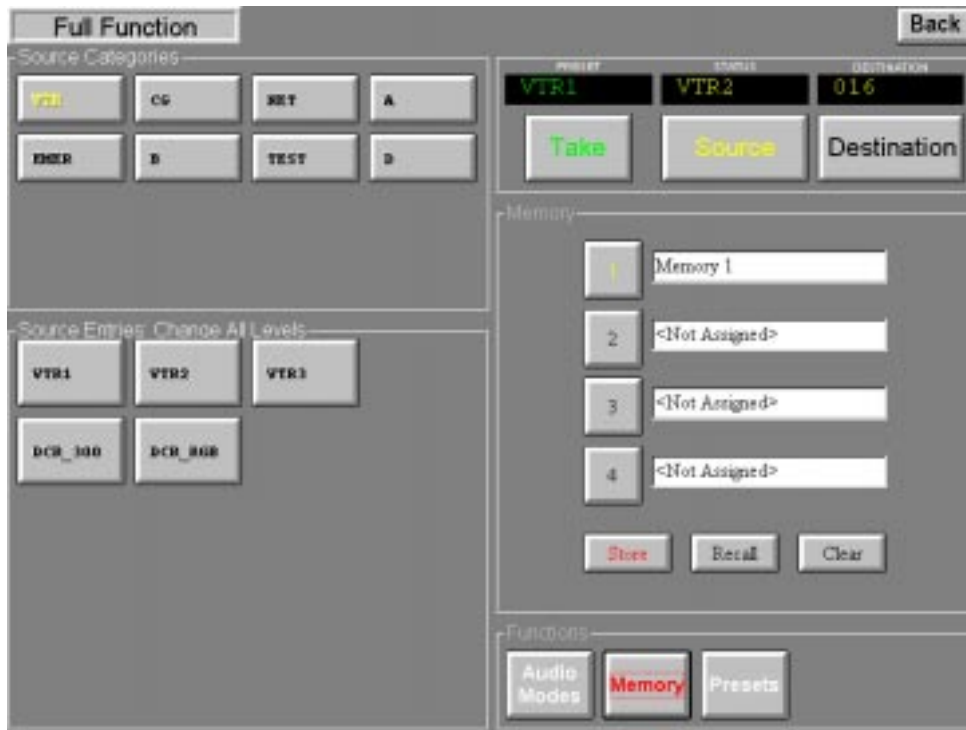 Full Function
Back
Source Categories
VTR CG NET A
EMER B TEST D
PRESET STATUS DESTINATION
VTR1 VTR2 016
Take Source Destination
Memory
1 Memory 1
2 <Not Assigned>
3 <Not Assigned>
4 <Not Assigned>
Store Recall Clear
Source Entries: Change All Levels
VTR1 VTR2 VTR3
DCR_300 DCR_RGB
Functions
Audio Modes Memory Presets